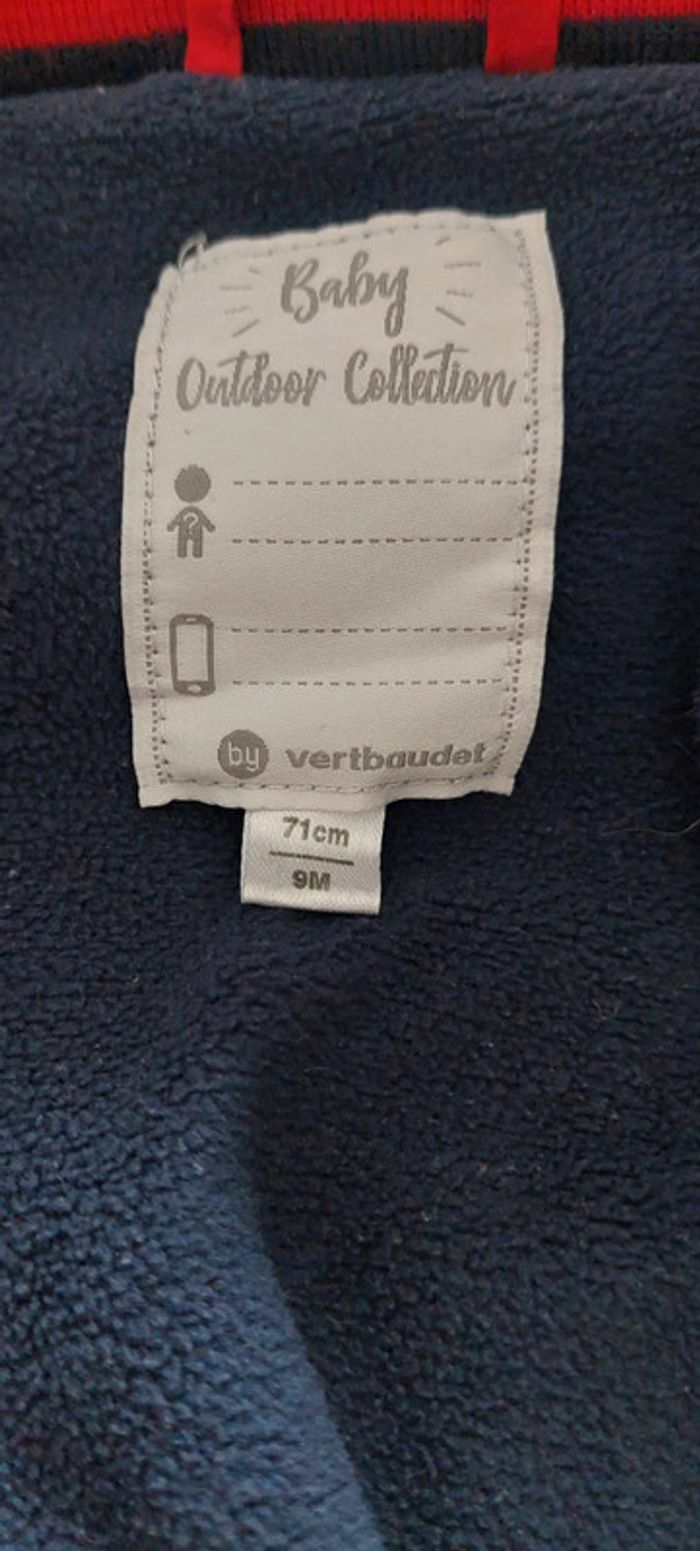 Baby
Outdoor Collection
?
by vertbaudet
71cm
9M